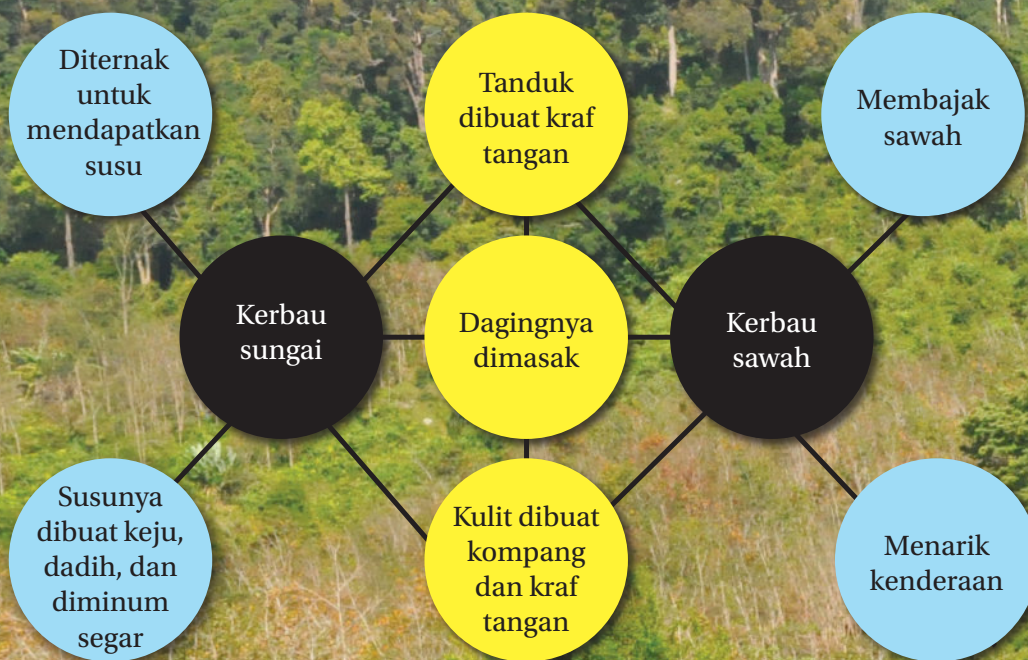 Diternak
untuk
mendapatkan
susu
Tanduk
dibuat kraf
tangan
Membajak
sawah
Kerbau
sungai
Dagingnya
dimasak
Kerbau
sawah
Susunya
dibuat keju,
dadih, dan
diminum
segar
Kulit dibuat
kompang
dan kraf
tangan
Menarik
kenderaan